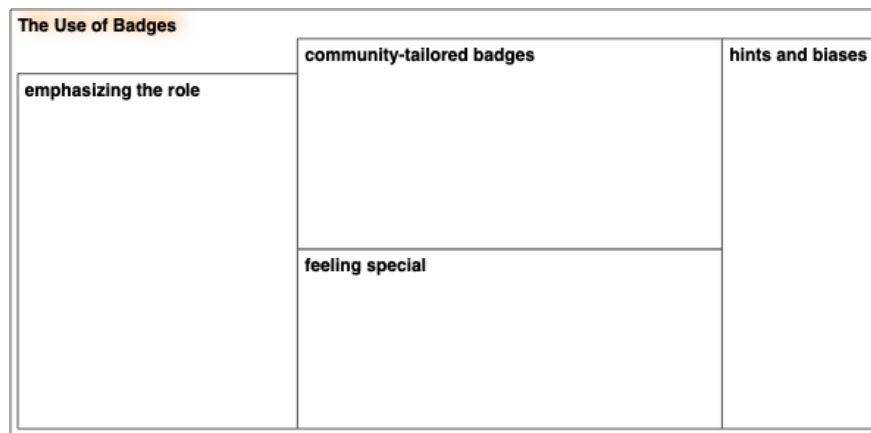 The Use of Badges
community-tailored badges
hints and biases
emphasizing the role
feeling special